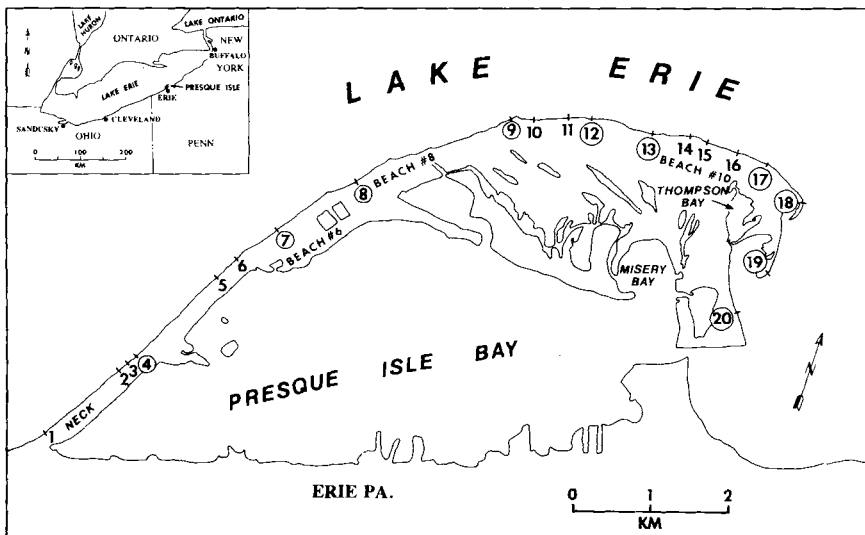 LAKE ONTARIO
LAKE HURON
ONTARIO
NEW
YORK
BUFFALO
LAKE ERIE
ERIE
PRESQUE ISLE
CLEVELAND
SANDUSKY
OHIO
PENN
0 100 200
KM
N
LAKE ERIE
9 10 11 12 13 14 15 16 17 18 19 20
BEACH #10
THOMPSON BAY
8 BEACH #8
7 BEACH #6
6
5
MISERY BAY
2 3 4
1 NECK
PRESQUE ISLE BAY
N
ERIE PA.
0 1 2
KM